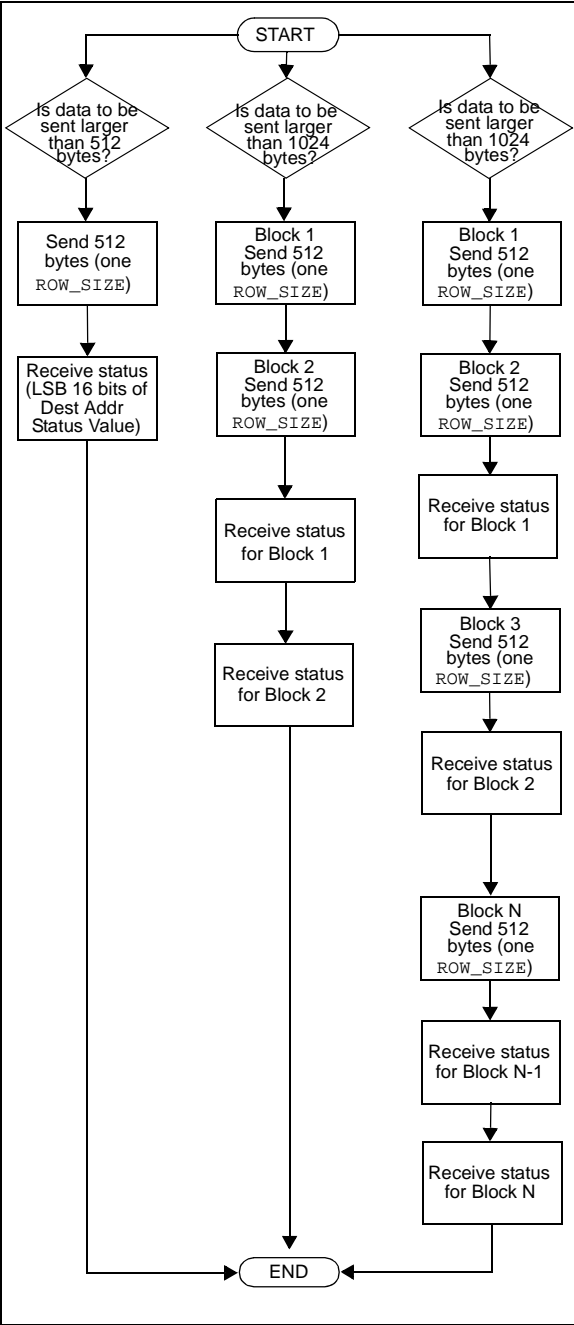 START
Is data to be
sent larger
than 512
bytes?
Send 512
bytes (one
ROW_SIZE)
Receive status
(LSB 16 bits of
Dest Addr
Status Value)
Is data to be
sent larger
than 1024
bytes?
Block 1
Send 512
bytes (one
ROW_SIZE)
Block 2
Send 512
bytes (one
ROW_SIZE)
Receive status
for Block 1
Receive status
for Block 2
Is data to be
sent larger
than 1024
bytes?
Block 1
Send 512
bytes (one
ROW_SIZE)
Block 2
Send 512
bytes (one
ROW_SIZE)
Receive status
for Block 1
Block 3
Send 512
bytes (one
ROW_SIZE)
Receive status
for Block 2
Block N
Send 512
bytes (one
ROW_SIZE)
Receive status
for Block N-1
Receive status
for Block N
END